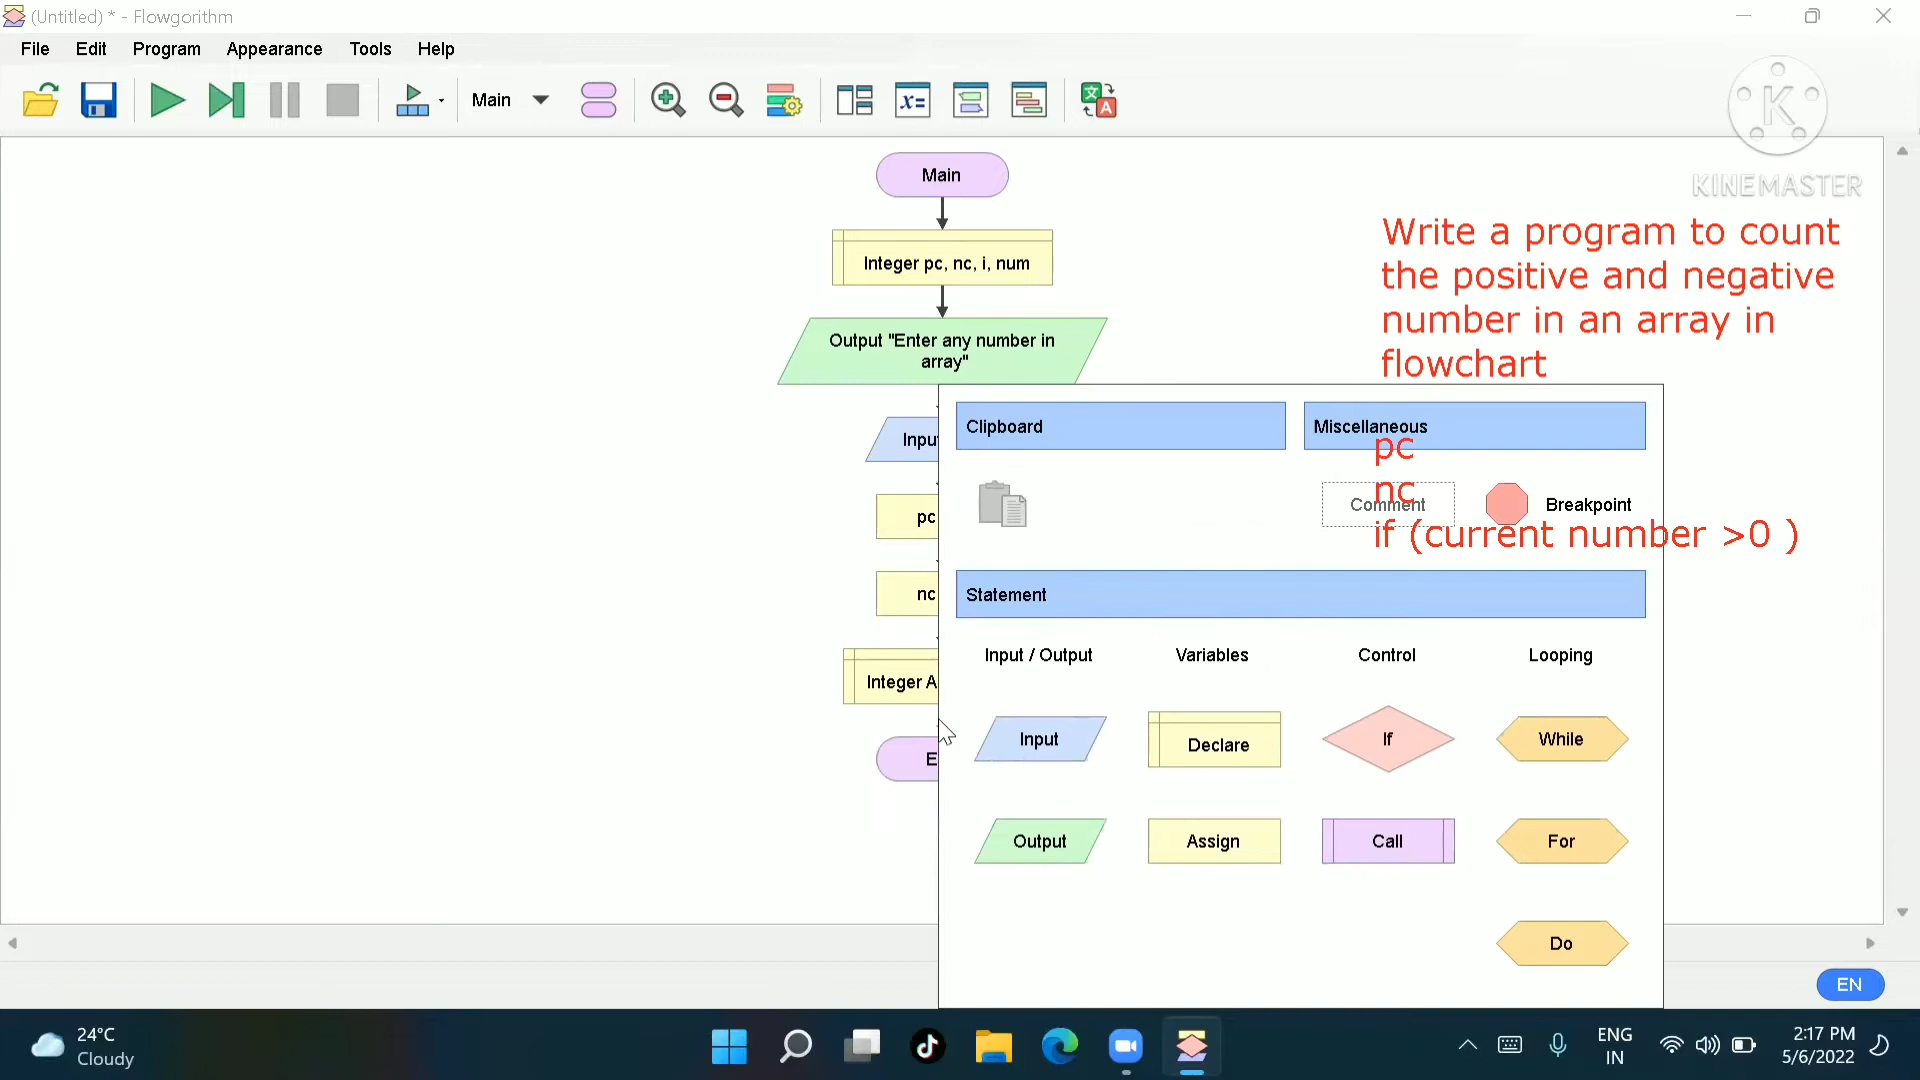 (Untitled) * - Flowgorithm
File Edit Program Appearance Tools Help
Main
x=
文 A
K
KINEMASTER
Main
Integer pc, nc, i, num
Output "Enter any number in
array"
Write a program to count
the positive and negative
number in an array in
flowchart
Clipboard
Miscellaneous
pc
nc
if (current number >0 )
Comment
Breakpoint
pc
nc
Integer A
E
Statement
Input / Output Variables Control Looping
Input Declare If While
Output Assign Call For
Do
EN
24°C
Cloudy
ENG
IN
2:17 PM
5/6/2022